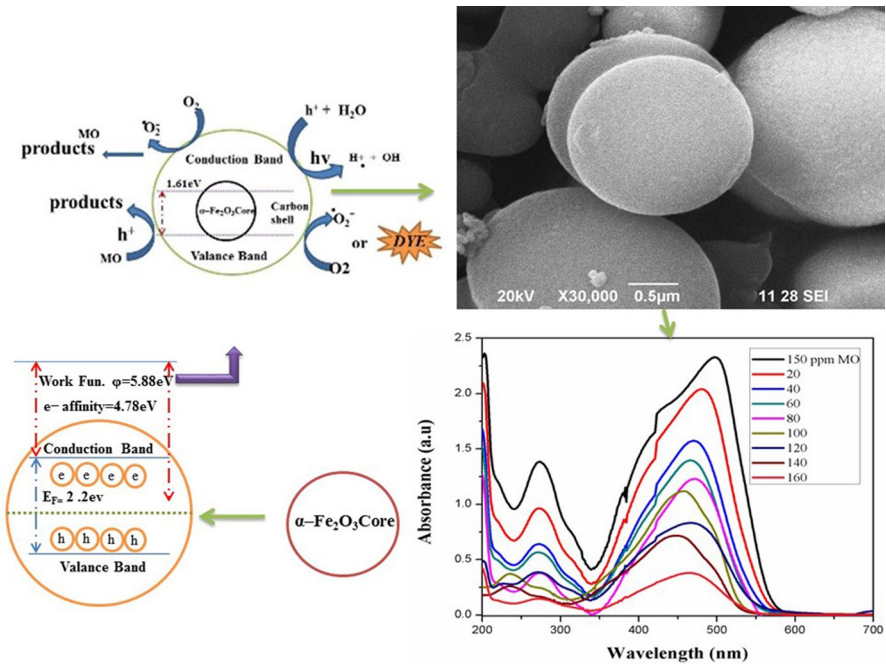 O₂
MO
products
•O₂⁻
h⁺ + H₂O
hν
H⁺ + OH
•
Conduction Band
1.61eV
products
α–Fe₂O₃Core
Carbon
shell
•O₂⁻
or
DYE
h⁺
MO
Valance Band
O2
20kV X30,000 0.5µm 11 28 SEI
Work Fun. φ=5.88eV
e− affinity=4.78eV
Conduction Band
e e e e
EF= 2 .2ev
h h h h
Valance Band
α–Fe₂O₃Core
Absorbance (a.u)
2.5
2.0
1.5
1.0
0.5
0.0
150 ppm MO
20
40
60
80
100
120
140
160
200 300 400 500 600 700
Wavelength (nm)